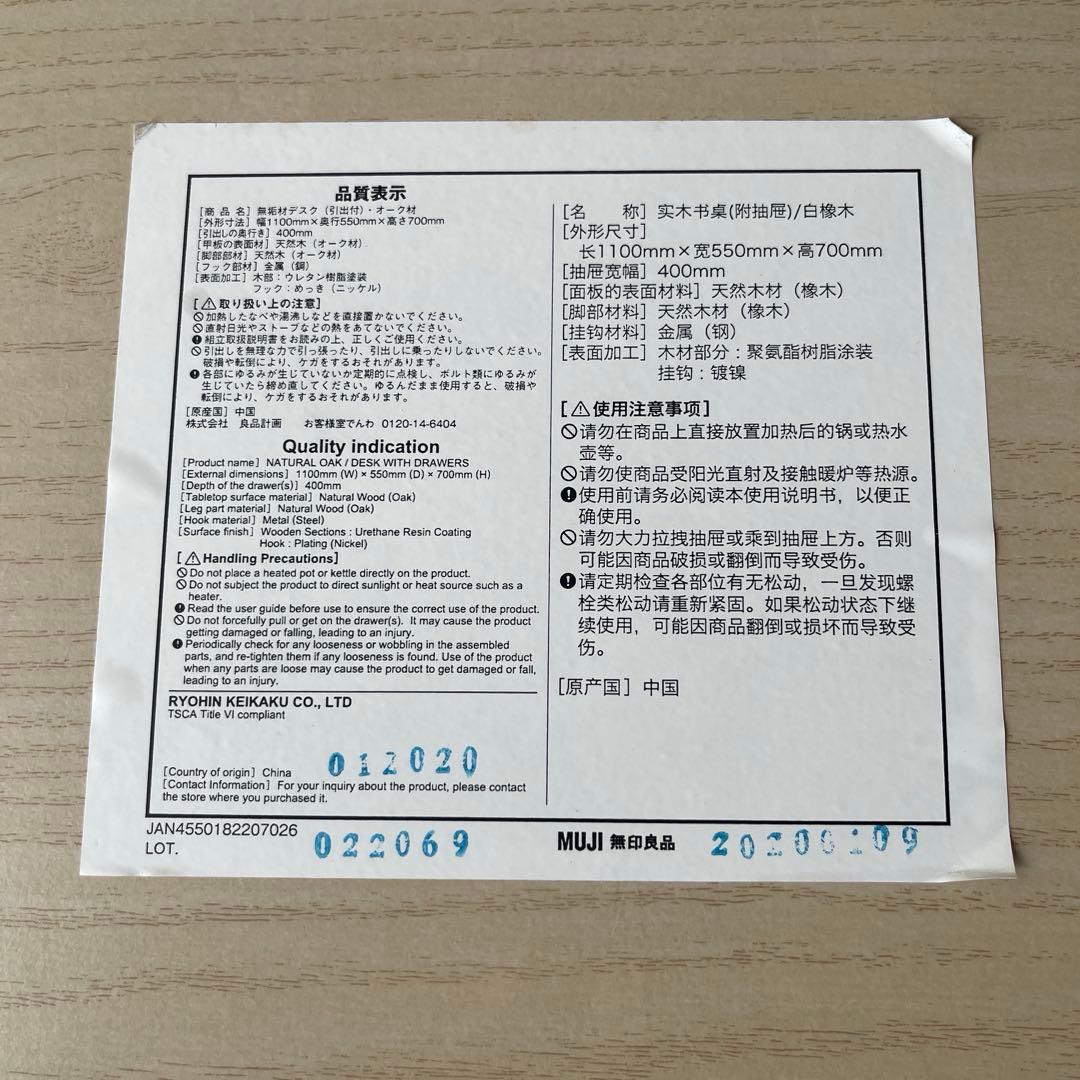 品質表示
[商 品 名] 無垢材デスク（引出付）・オーク材
[外形寸法] 幅1100mm×奥行550mm×高さ700mm
[引出しの奥行き] 400mm
[甲板の表面材] 天然木（オーク材）
[脚部部材] 天然木（オーク材）
[フック部材] 金属（鋼）
[表面加工] 木部：ウレタン樹脂塗装
フック：めっき（ニッケル）
[⚠取り扱い上の注意]
加熱したなべや湯沸しなどを直接置かないでください。
直射日光やストーブなどの熱をあてないでください。
組立取扱説明書をお読みの上、正しくご使用ください。
引出しを無理な力で引っ張ったり、引出しに乗ったりしないでください。
破損や転倒により、ケガをするおそれがあります。
各部にゆるみが生じていないか定期的に点検し、ボルト類にゆるみが
生じていたら締め直してください。ゆるんだまま使用すると、破損や
転倒により、ケガをするおそれがあります。
[原産国] 中国
株式会社 良品計画 お客様室でんわ 0120-14-6404
Quality indication
[Product name] NATURAL OAK / DESK WITH DRAWERS
[External dimensions] 1100mm (W) × 550mm (D) × 700mm (H)
[Depth of the drawer(s)] 400mm
[Tabletop surface material] Natural Wood (Oak)
[Leg part material] Natural Wood (Oak)
[Hook material] Metal (Steel)
[Surface finish] Wooden Sections : Urethane Resin Coating
Hook : Plating (Nickel)
[⚠Handling Precautions]
Do not place a heated pot or kettle directly on the product.
Do not subject the product to direct sunlight or heat source such as a
heater.
Read the user guide before use to ensure the correct use of the product.
Do not forcefully pull or get on the drawer(s). It may cause the product
getting damaged or falling, leading to an injury.
Periodically check for any looseness or wobbling in the assembled
parts, and re-tighten them if any looseness is found. Use of the product
when any parts are loose may cause the product to get damaged or fall,
leading to an injury.
RYOHIN KEIKAKU CO., LTD
TSCA Title VI compliant
012020
[Country of origin] China
[Contact Information] For your inquiry about the product, please contact
the store where you purchased it.
[名 称] 实木书桌(附抽屉)/白橡木
[外形尺寸]
长1100mm×宽550mm×高700mm
[抽屉宽幅] 400mm
[面板的表面材料] 天然木材（橡木）
[脚部材料] 天然木材（橡木）
[挂钩材料] 金属（钢）
[表面加工] 木材部分：聚氨酯树脂涂装
挂钩：镀镍
[⚠使用注意事项]
请勿在商品上直接放置加热后的锅或热水
壶等。
请勿使商品受阳光直射及接触暖炉等热源。
使用前请务必阅读本使用说明书，以便正
确使用。
请勿大力拉拽抽屉或乘到抽屉上方。否则
可能因商品破损或翻倒而导致受伤。
请定期检查各部位有无松动，一旦发现螺
栓类松动请重新紧固。如果松动状态下继
续使用，可能因商品翻倒或损坏而导致受
伤。
[原产国] 中国
JAN4550182207026
LOT. 022069
MUJI 無印良品